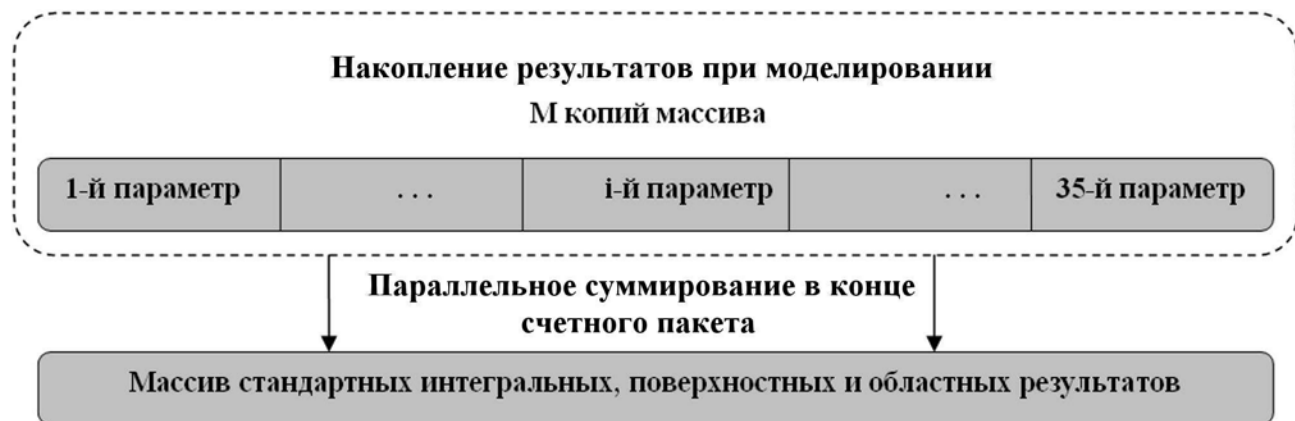 Накопление результатов при моделировании
М копий массива
1-й параметр . . . i-й параметр . . . 35-й параметр
Параллельное суммирование в конце
счетного пакета
Массив стандартных интегральных, поверхностных и областных результатов